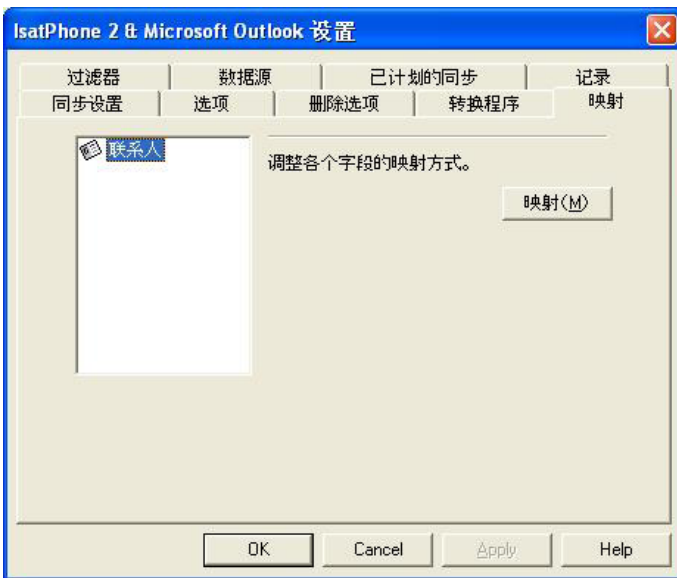 IsatPhone 2 & Microsoft Outlook 设置
过滤器 数据源 已计划的同步 记录
同步设置 选项 删除选项 转换程序 映射
联系人
调整各个字段的映射方式。
映射(M)
OK Cancel Apply Help